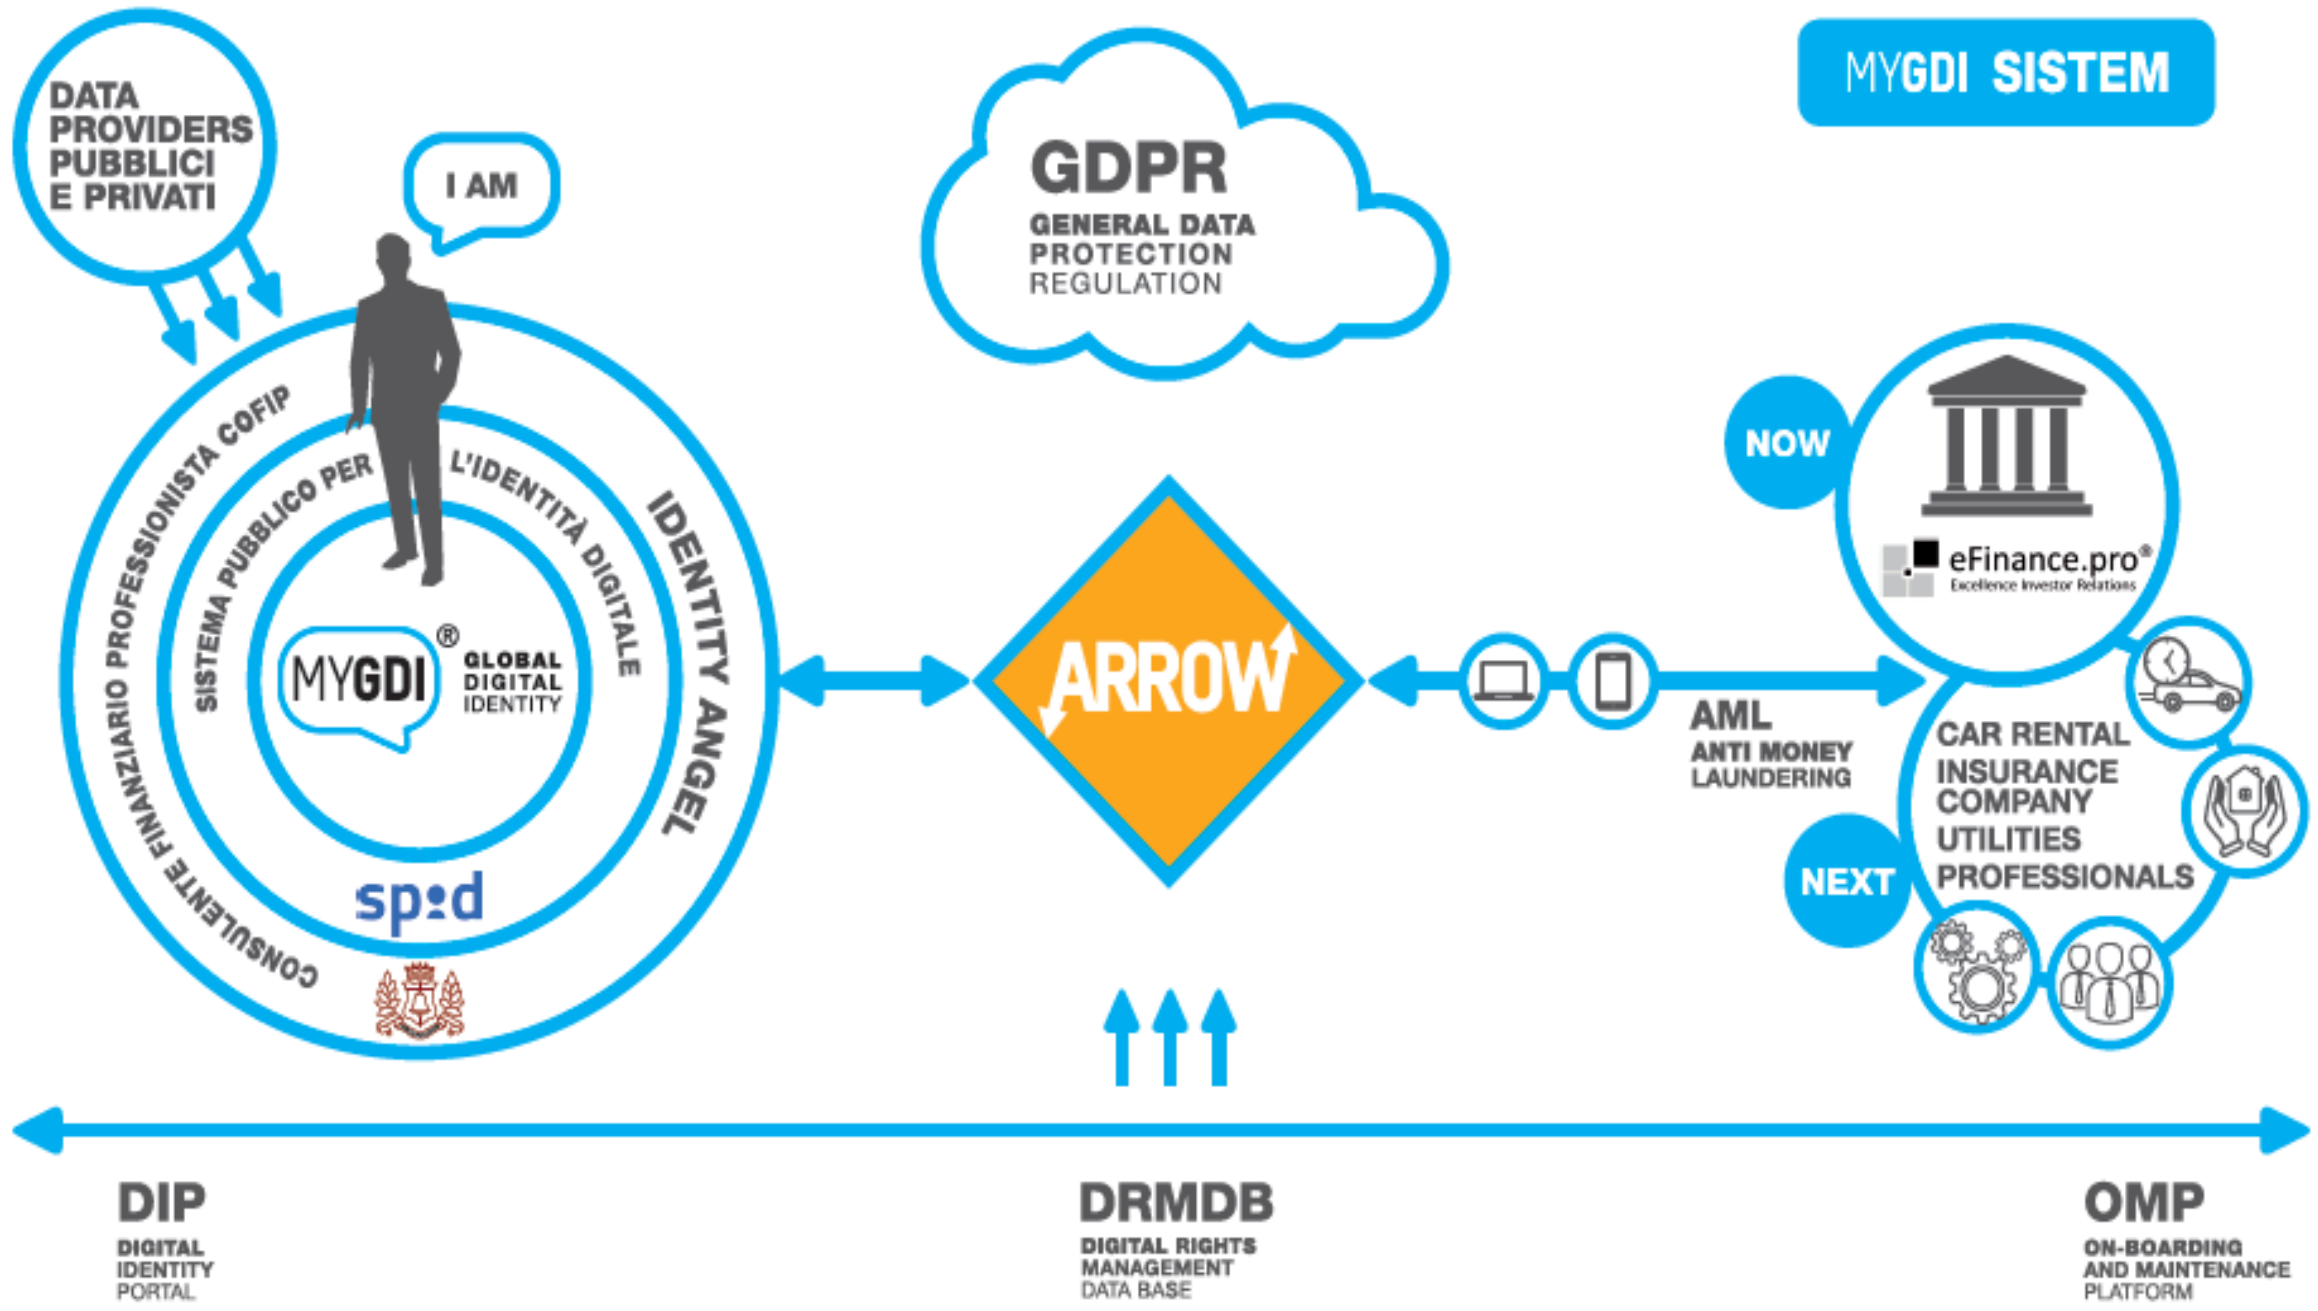 DATA
PROVIDERS
PUBBLICI
E PRIVATI
I AM
GDPR
GENERAL DATA
PROTECTION
REGULATION
MYGDI SISTEM
CONSULENTE FINANZIARIO PROFESSIONISTA COFIP
IDENTITY ANGEL
SISTEMA PUBBLICO PER L'IDENTITÀ DIGITALE
MYGDI®
GLOBAL
DIGITAL
IDENTITY
spid
ARROW
AML
ANTI MONEY
LAUNDERING
NOW
eFinance.pro®
Excellence Investor Relations
NEXT
CAR RENTAL
INSURANCE
COMPANY
UTILITIES
PROFESSIONALS
DIP
DIGITAL
IDENTITY
PORTAL
DRMDB
DIGITAL RIGHTS
MANAGEMENT
DATA BASE
OMP
ON-BOARDING
AND MAINTENANCE
PLATFORM